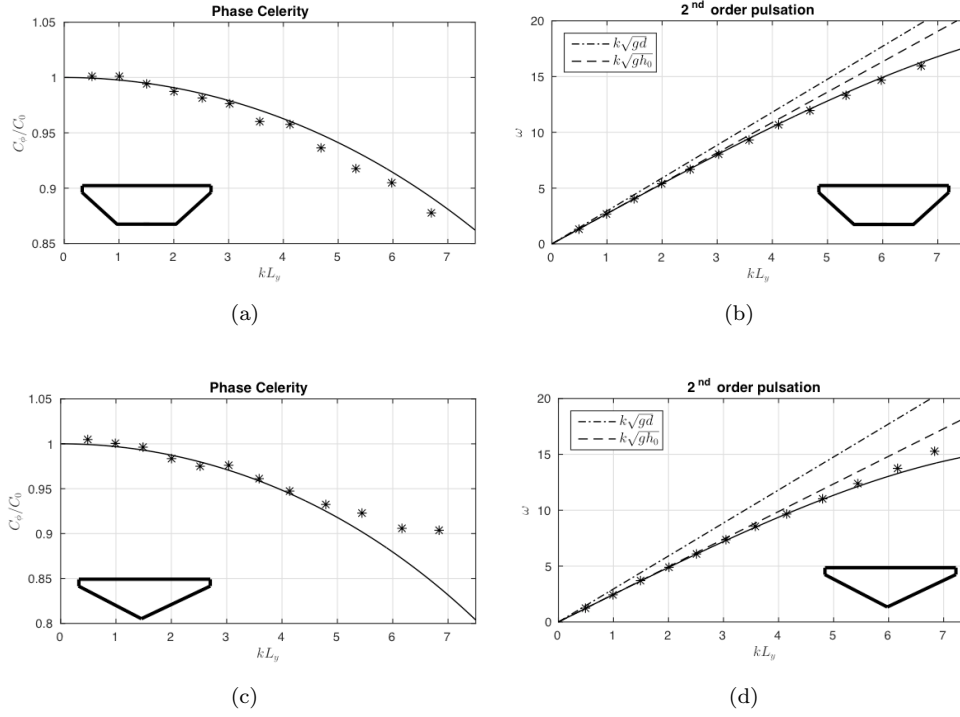 Phase Celerity
1.05
1
0.95
0.9
0.85
C_ϕ/C_0
0 1 2 3 4 5 6 7
kL_y
(a)
2^nd order pulsation
20
15
10
5
0
ω
k√gd
k√gh_0
0 1 2 3 4 5 6 7
kL_y
(b)
Phase Celerity
1.05
1
0.95
0.9
0.85
0.8
C_ϕ/C_0
0 1 2 3 4 5 6 7
kL_y
(c)
2^nd order pulsation
20
15
10
5
0
ω
k√gd
k√gh_0
0 1 2 3 4 5 6 7
kL_y
(d)